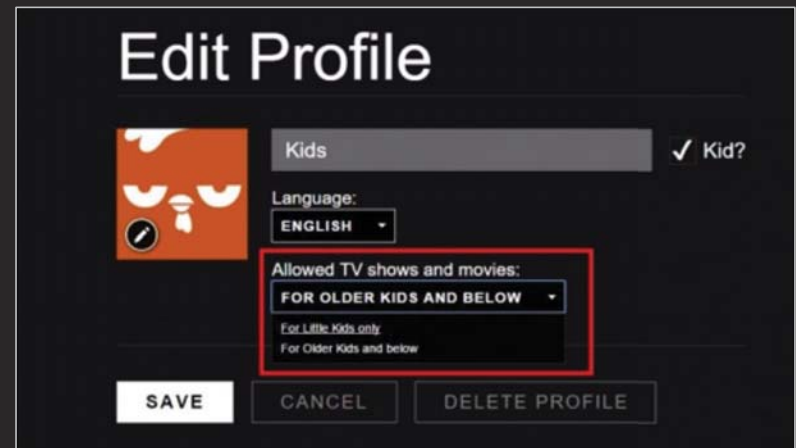 Edit Profile
Kids
Kid?
Language:
ENGLISH
Allowed TV shows and movies:
FOR OLDER KIDS AND BELOW
For Little Kids only
For Older Kids and below
SAVE
CANCEL
DELETE PROFILE